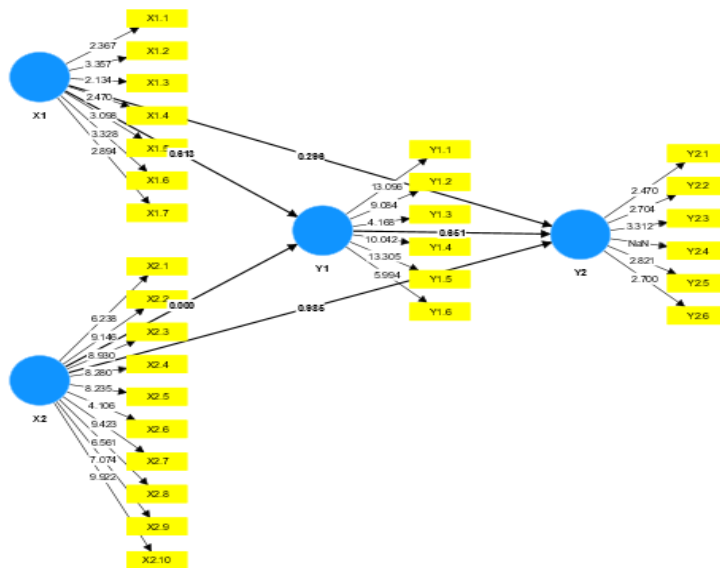 X1.1
X1.2
X1.3
X1.4
X1.5
X1.6
X1.7
2.367
3.357
2.134
2.470
3.098
3.328
2.894
X1
0.613
0.296
X2.1
X2.2
X2.3
X2.4
X2.5
X2.6
X2.7
X2.8
X2.9
X2.10
6.238
9.146
8.930
8.280
8.235
4.106
9.423
6.561
7.074
9.922
X2
0.000
0.985
Y1.1
Y1.2
Y1.3
Y1.4
Y1.5
Y1.6
13.096
9.084
4.168
10.042
13.305
5.994
Y1
0.651
Y2.1
Y2.2
Y2.3
Y2.4
Y2.5
Y2.6
2.470
2.704
3.312
NaN
2.821
2.700
Y2